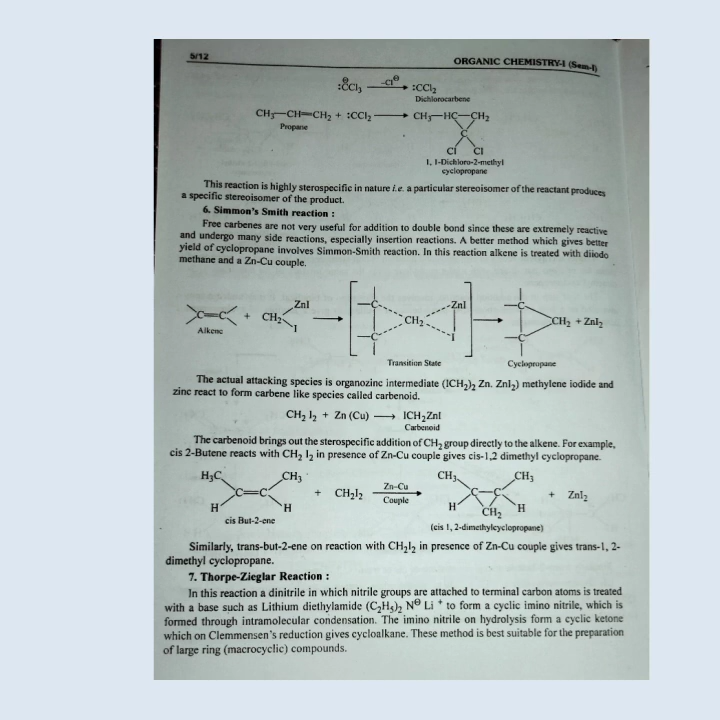 5/12
ORGANIC CHEMISTRY-I (Sem-I)
:C̈Cl3 ⊖ —Cl⊖→ :CCl2
Dichlorocarbene
CH3—CH=CH2 + :CCl2 → CH3—HC—CH2
Propane
C
Cl Cl
1, 1-Dichloro-2-methyl
cyclopropane
This reaction is highly sterospecific in nature i.e. a particular stereoisomer of the reactant produces
a specific stereoisomer of the product.
6. Simmon's Smith reaction :
Free carbenes are not very useful for addition to double bond since these are extremely reactive
and undergo many side reactions, especially insertion reactions. A better method which gives better
yield of cyclopropane involves Simmon-Smith reaction. In this reaction alkene is treated with diiodo
methane and a Zn-Cu couple.
C=C + CH2 ZnI I → [ C C CH2 ZnI I ] → C C CH2 + ZnI2
Alkene
Transition State
Cyclopropane
The actual attacking species is organozinc intermediate (ICH2)2 Zn. ZnI2) methylene iodide and
zinc react to form carbene like species called carbenoid.
CH2 I2 + Zn (Cu) → ICH2ZnI
Carbenoid
The carbenoid brings out the sterospecific addition of CH2 group directly to the alkene. For example,
cis 2-Butene reacts with CH2 I2 in presence of Zn-Cu couple gives cis-1,2 dimethyl cyclopropane.
H3C CH3 CH3 CH3
C=C + CH2I2 Zn–Cu Couple → C—C + ZnI2
H H H CH2 H
cis But-2-ene
(cis 1, 2-dimethylcyclopropane)
Similarly, trans-but-2-ene on reaction with CH2I2 in presence of Zn-Cu couple gives trans-1, 2-
dimethyl cyclopropane.
7. Thorpe-Zieglar Reaction :
In this reaction a dinitrile in which nitrile groups are attached to terminal carbon atoms is treated
with a base such as Lithium diethylamide (C2H5)2 N⊖ Li + to form a cyclic imino nitrile, which is
formed through intramolecular condensation. The imino nitrile on hydrolysis form a cyclic ketone
which on Clemmensen's reduction gives cycloalkane. These method is best suitable for the preparation
of large ring (macrocyclic) compounds.